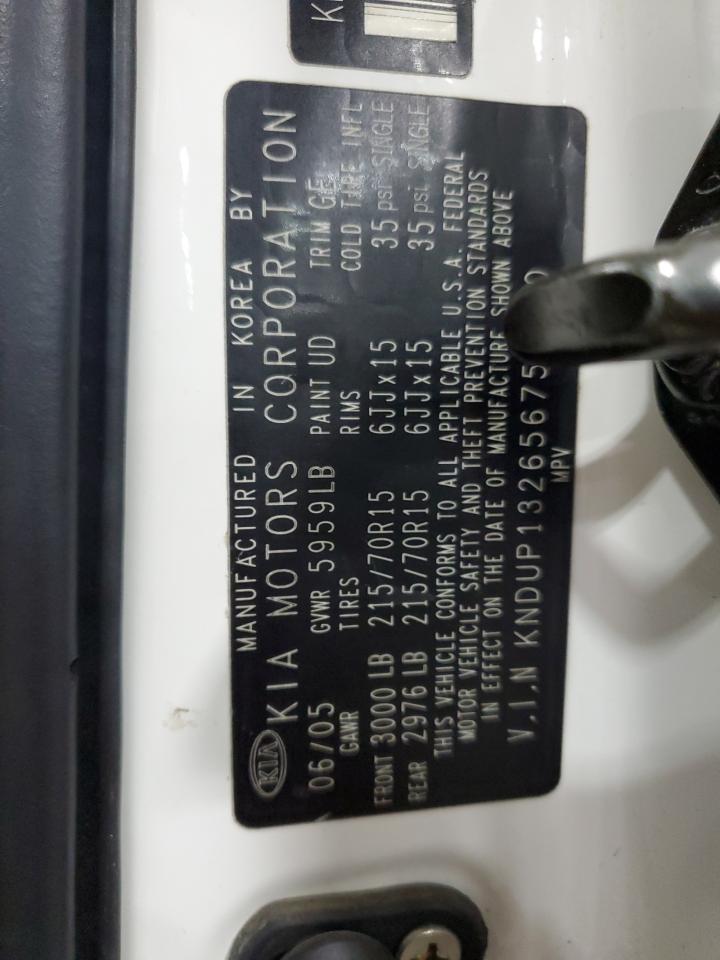 KI
KIA
MANUFACTURED IN KOREA BY
KIA MOTORS CORPORATION
06/05 GVWR 5959LB PAINT UD TRIM GE
GAWR TIRES RIMS COLD TIRE INFL
FRONT 3000 LB 215/70R15 6JJx15 35 psi SINGLE
REAR 2976 LB 215/70R15 6JJx15 35 psi SINGLE
THIS VEHICLE CONFORMS TO ALL APPLICABLE U.S.A. FEDERAL
MOTOR VEHICLE SAFETY AND THEFT PREVENTION STANDARDS
IN EFFECT ON THE DATE OF MANUFACTURE SHOWN ABOVE
V.I.N KNDUP13265675
MPV